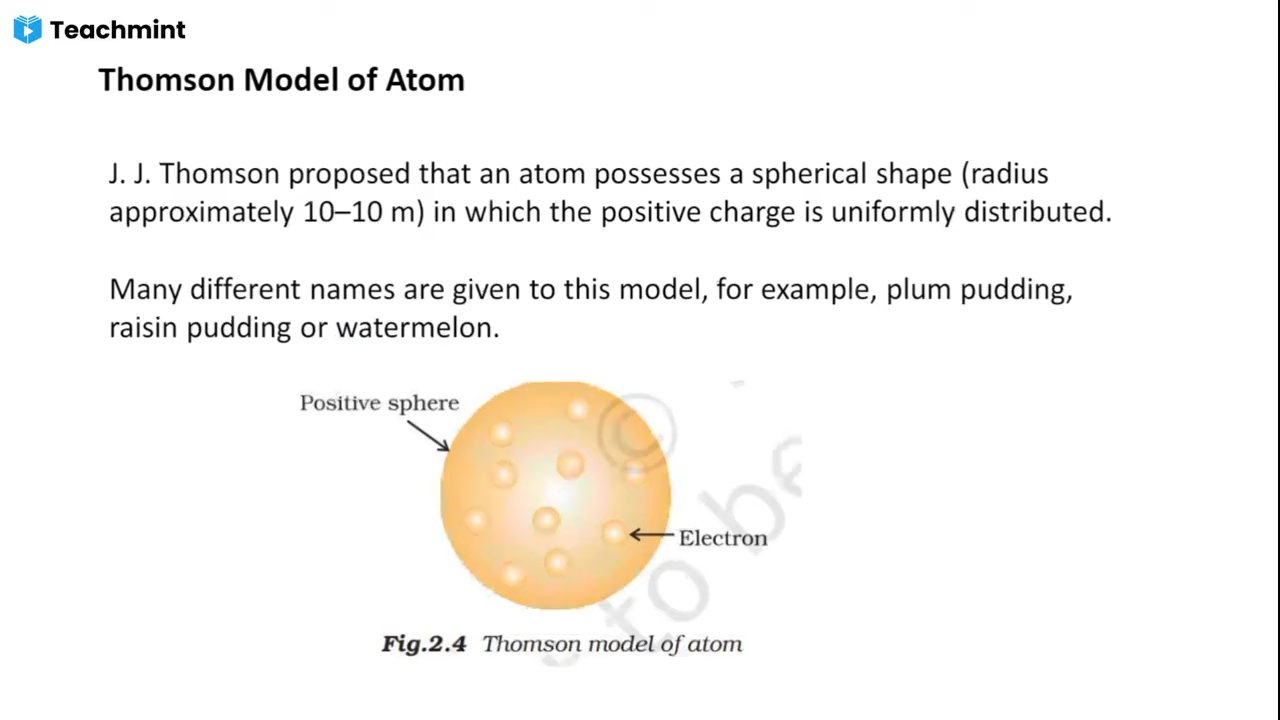 Teachmint
Thomson Model of Atom
J. J. Thomson proposed that an atom possesses a spherical shape (radius
approximately 10–10 m) in which the positive charge is uniformly distributed.
Many different names are given to this model, for example, plum pudding,
raisin pudding or watermelon.
Positive sphere
©
to be
Electron
Fig.2.4 Thomson model of atom